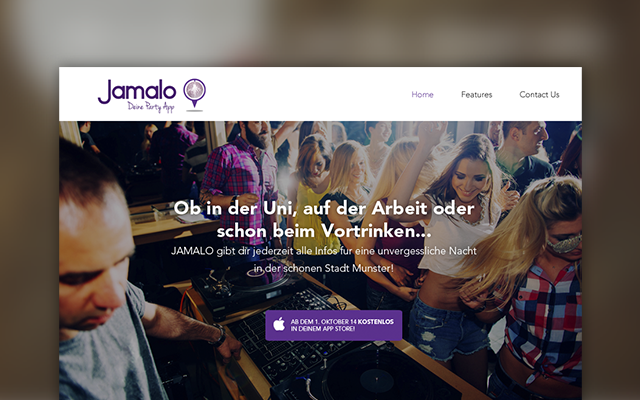 Jamalo
Deine Party App
Home
Features
Contact Us
Ob in der Uni, auf der Arbeit oder
schon beim Vortrinken...
JAMALO gibt dir jederzeit alle Infos fur eine unvergessliche Nacht
in der schonen Stadt Munster!
AB DEM 1. OKTOBER 14 KOSTENLOS
IN DEINEM APP STORE!